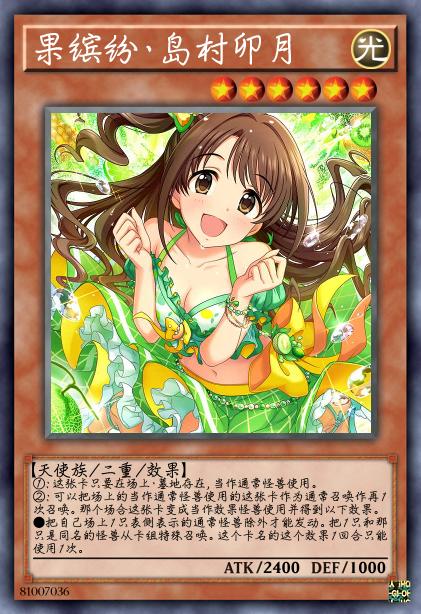 果缤纷·岛村卯月
光
【天使族/二重/效果】
①：这张卡只要在场上·墓地存在，当作通常怪兽使用。
②：可以把场上的当作通常怪兽使用的这张卡作为通常召唤作再1
次召唤。那个场合这张卡变成当作效果怪兽使用并得到以下效果。
●把自己场上1只表侧表示的通常怪兽除外才能发动。把1只和那
只是同名的怪兽从卡组特殊召唤。这个卡名的这个效果1回合只能
使用1次。
ATK/2400 DEF/1000
81007036